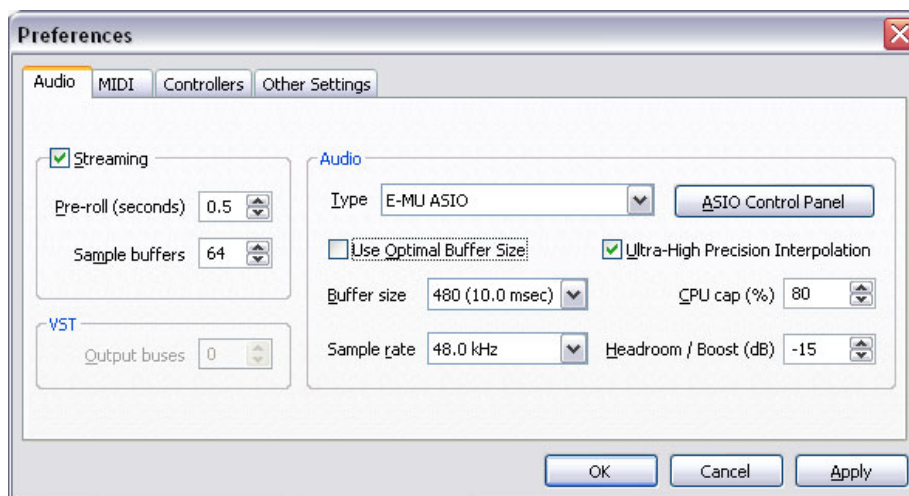 Preferences
Audio MIDI Controllers Other Settings
Streaming
Pre-roll (seconds) 0.5
Sample buffers 64
VST
Output buses 0
Audio
Type E-MU ASIO ASIO Control Panel
Use Optimal Buffer Size Ultra-High Precision Interpolation
Buffer size 480 (10.0 msec) CPU cap (%) 80
Sample rate 48.0 kHz Headroom / Boost (dB) -15
OK Cancel Apply